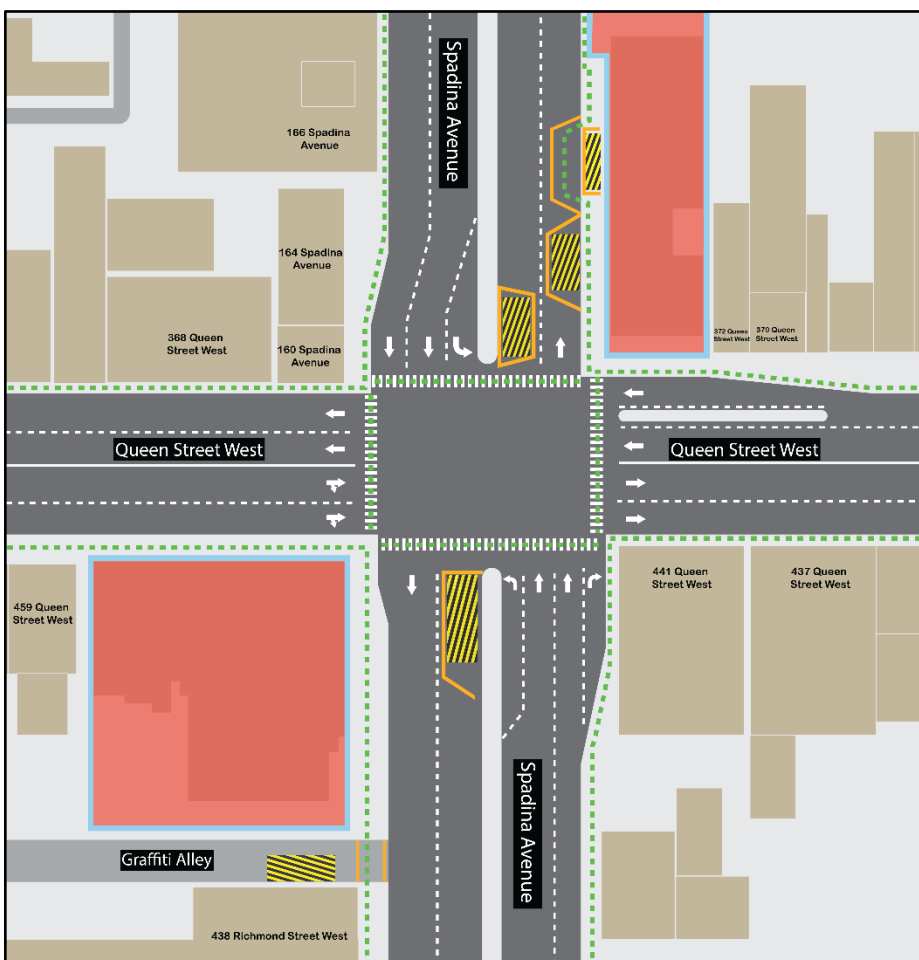 Spadina Avenue
166 Spadina
Avenue
164 Spadina
Avenue
368 Queen
Street West
160 Spadina
Avenue
372 Queen
Street West
370 Queen
Street West
Queen Street West
Queen Street West
459 Queen
Street West
441 Queen
Street West
437 Queen
Street West
Spadina Avenue
Graffiti Alley
438 Richmond Street West